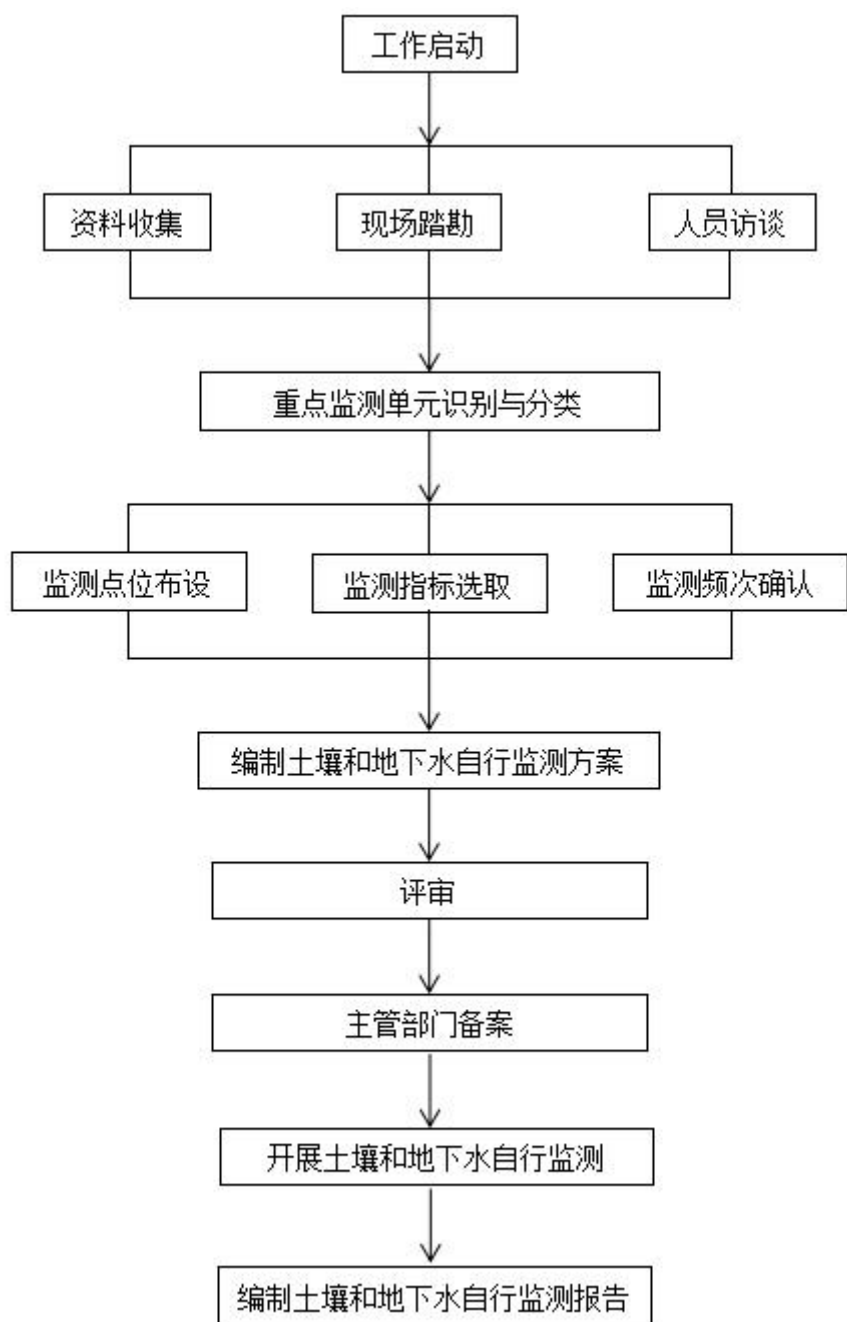 工作启动
资料收集
现场踏勘
人员访谈
重点监测单元识别与分类
监测点位布设
监测指标选取
监测频次确认
编制土壤和地下水自行监测方案
评审
主管部门备案
开展土壤和地下水自行监测
编制土壤和地下水自行监测报告